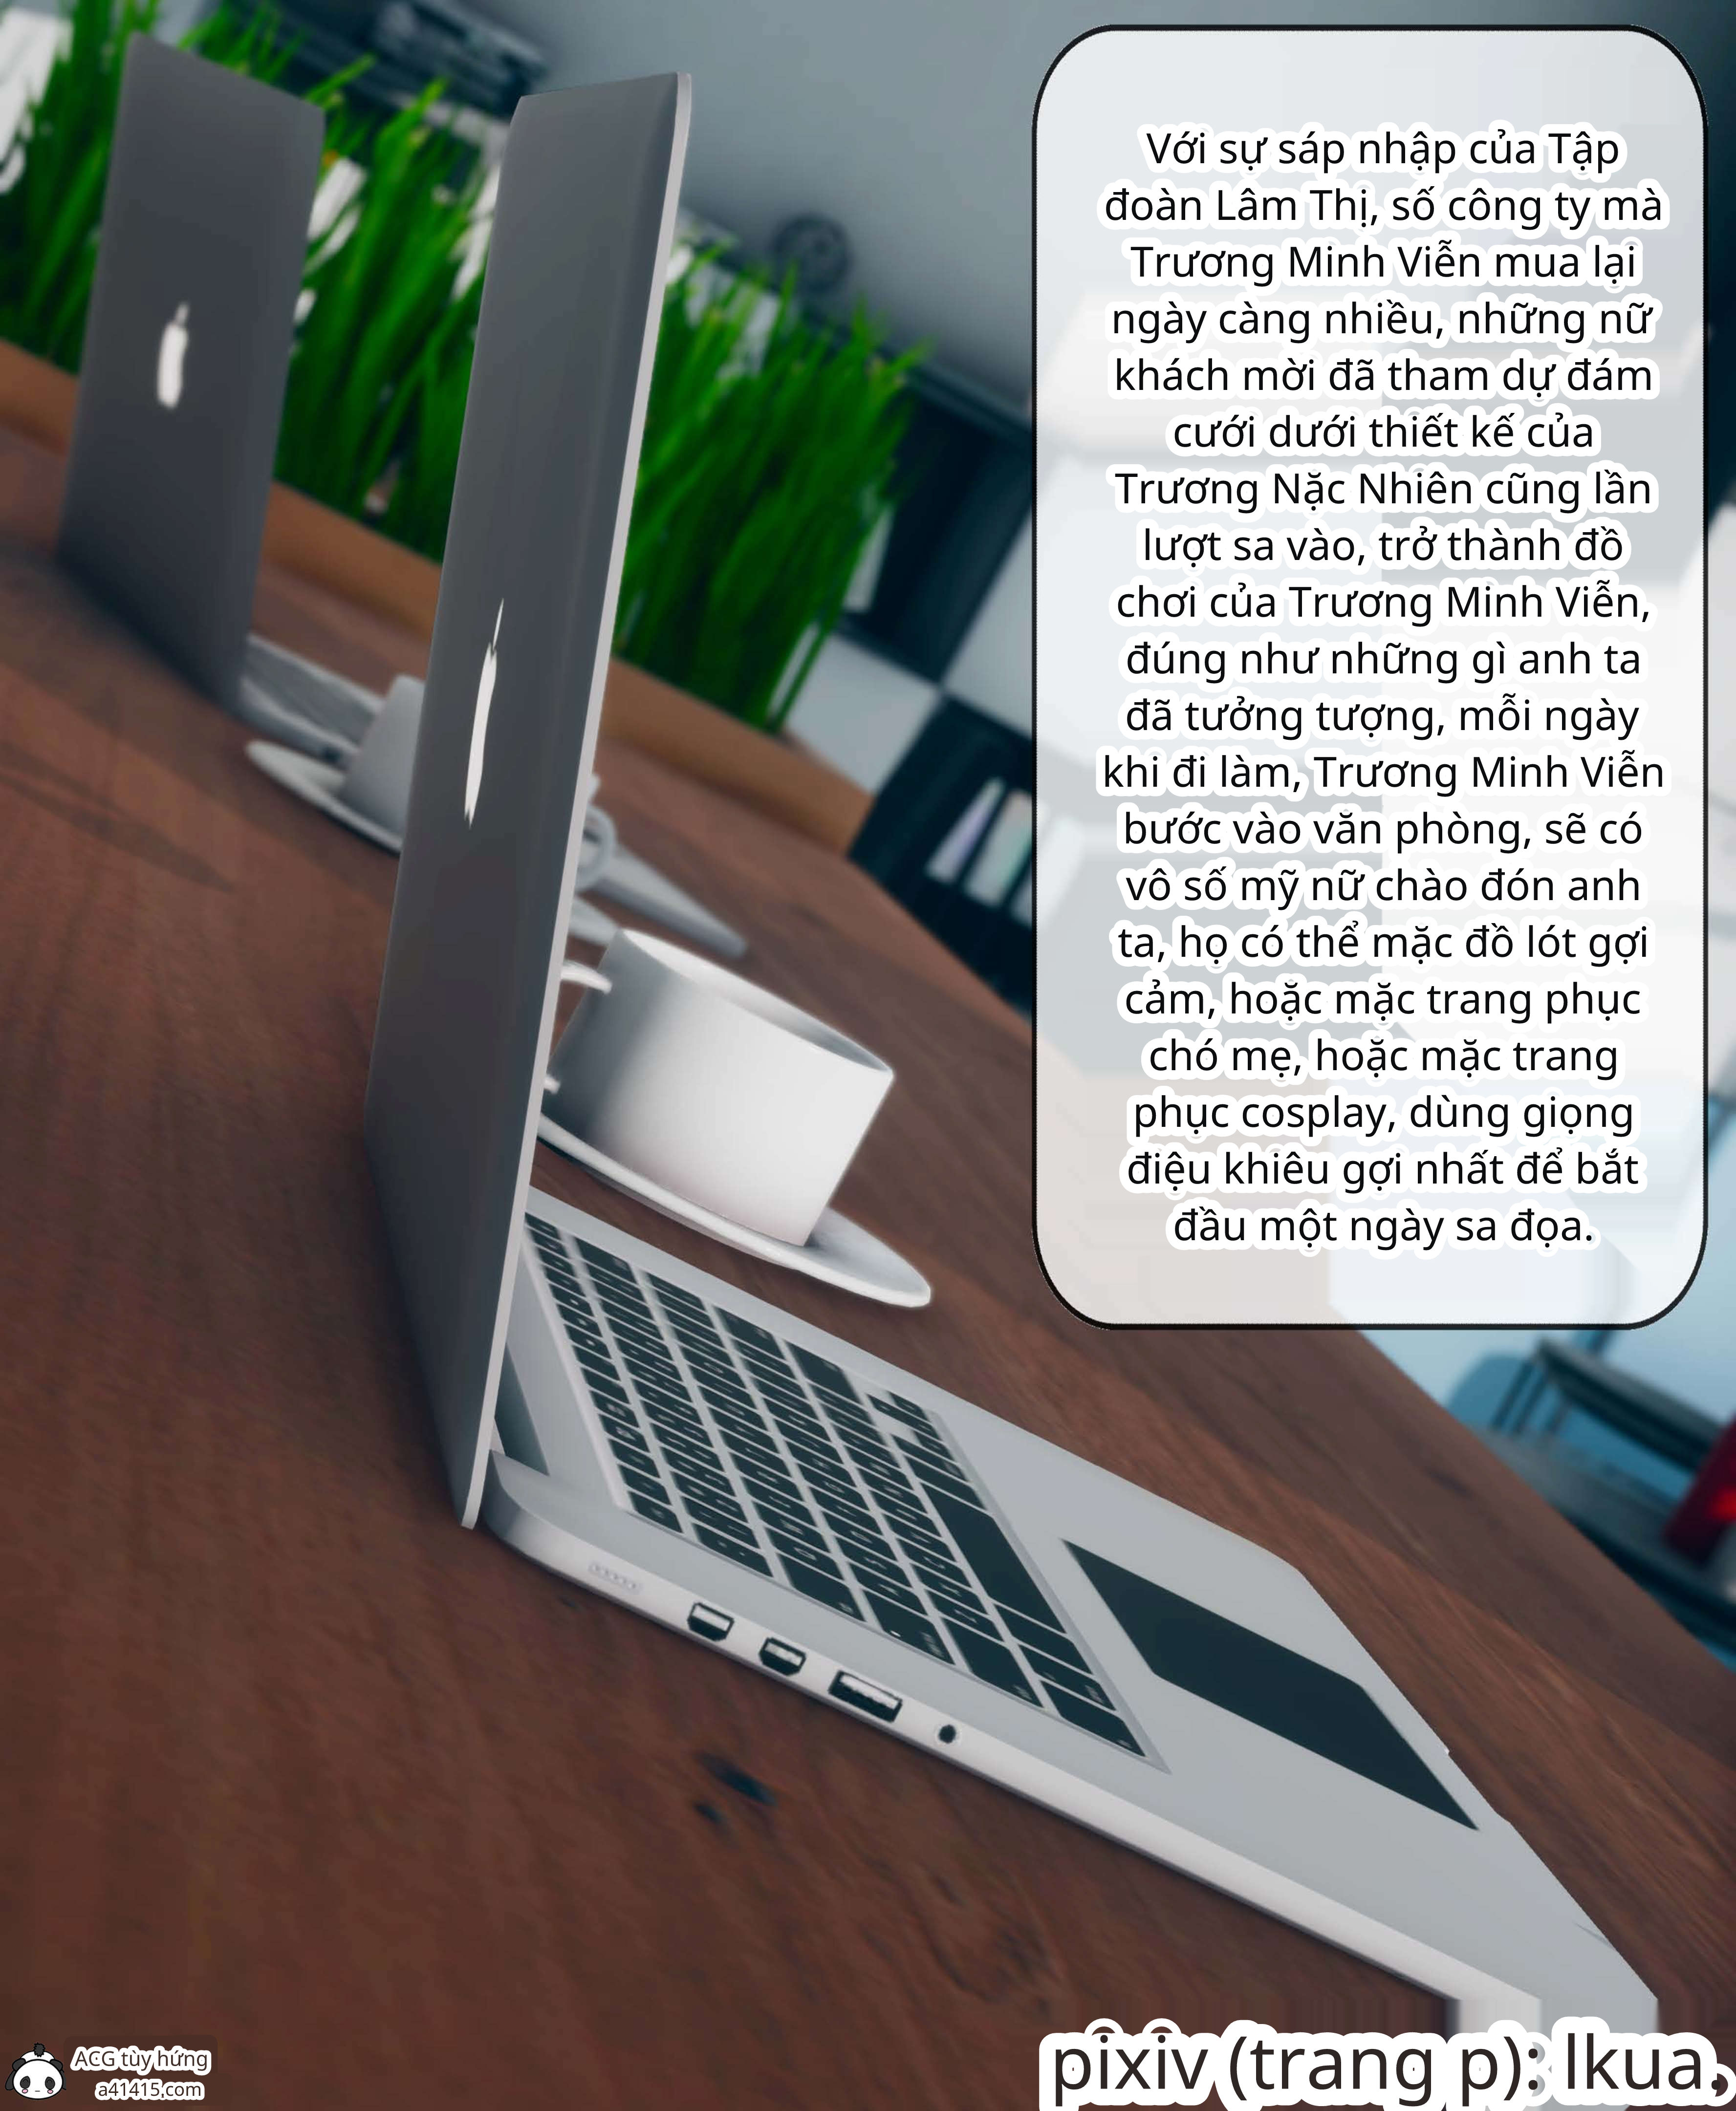 Với sự sáp nhập của Tập
đoàn Lâm Thị, số công ty mà
Trương Minh Viễn mua lại
ngày càng nhiều, những nữ
khách mời đã tham dự đám
cưới dưới thiết kế của
Trương Nặc Nhiên cũng lần
lượt sa vào, trở thành đồ
chơi của Trương Minh Viễn,
đúng như những gì anh ta
đã tưởng tượng, mỗi ngày
khi đi làm, Trương Minh Viễn
bước vào văn phòng, sẽ có
vô số mỹ nữ chào đón anh
ta, họ có thể mặc đồ lót gợi
cảm, hoặc mặc trang phục
chó mẹ, hoặc mặc trang
phục cosplay, dùng giọng
điệu khiêu gợi nhất để bắt
đầu một ngày sa đọa.
ACG tùy hứng
a41415.com
pixiv (trang p): lkua.